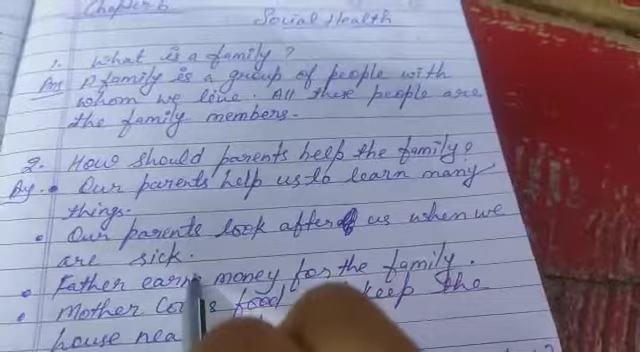 Chapter 6
Social Health
1. What is a family?
Ans A family is a group of people with
whom we live. All these people are
the family members.
2. How should parents help the family?
Our parents help us to learn many
things.
• Our parents look after us when we
are sick.
• Father earns money for the family.
• Mother food keep the
house